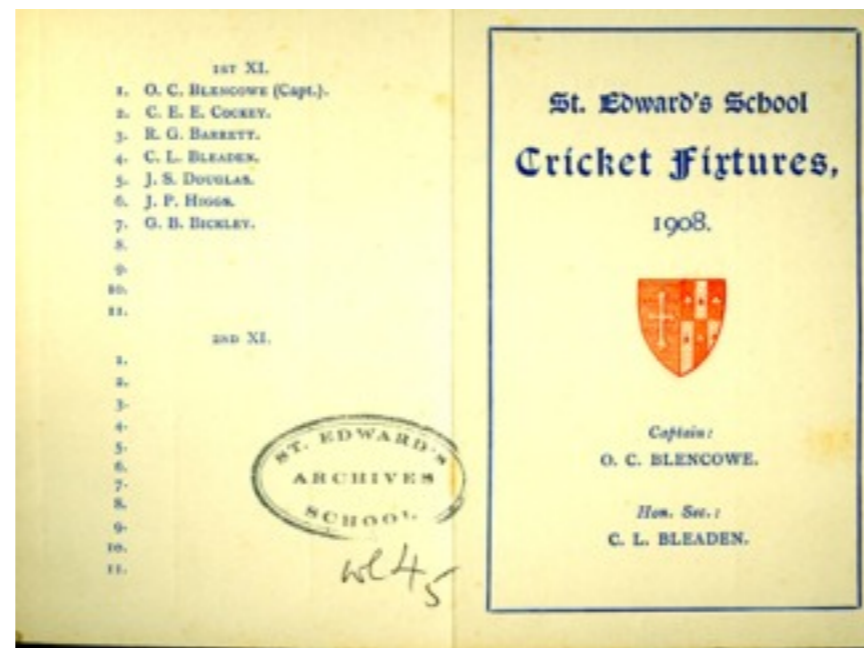 1ST XI.
1. O. C. BLENCOWE (Capt.).
2. C. E. E. COCKEY.
3. R. G. BARRETT.
4. C. L. BLEADEN.
5. J. S. DOUGLAS.
6. J. P. HIGGS.
7. G. B. BICKLEY.
8.
9.
10.
11.
2ND XI.
1.
2.
3.
4.
5.
6.
7.
8.
9.
10.
11.
ST. EDWARD'S
ARCHIVES
SCHOOL
45
St. Edward's School
Cricket Fixtures,
1908.
Captain:
O. C. BLENCOWE.
Hon. Sec.:
C. L. BLEADEN.